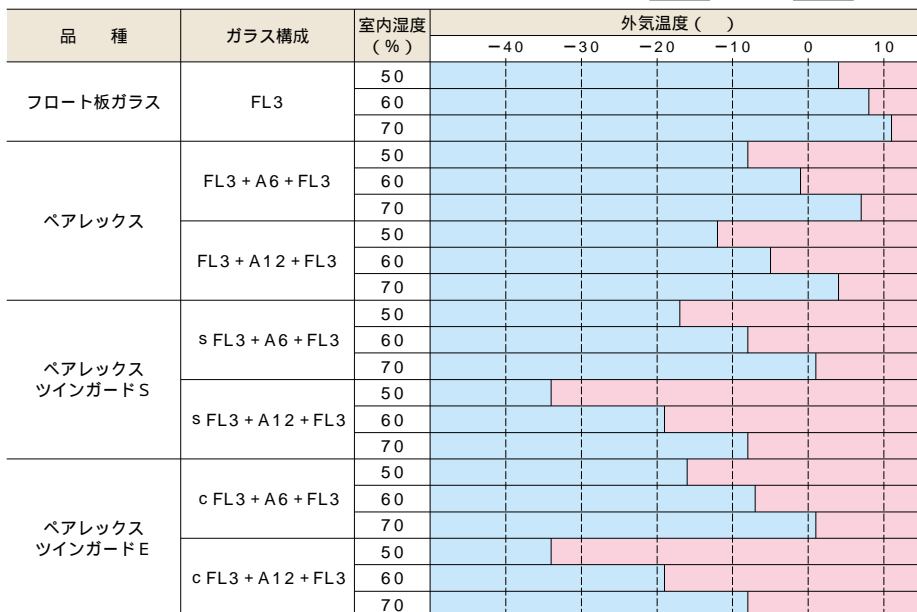 品　種 ガラス構成 室内湿度（％） 外気温度（　）
−40 −30 −20 −10 0 10
フロート板ガラス FL3 50
60
70
ペアレックス FL3＋A6＋FL3 50
60
70
FL3＋A12＋FL3 50
60
70
ペアレックス
ツインガードS
s FL3＋A6＋FL3 50
60
70
s FL3＋A12＋FL3 50
60
70
ペアレックス
ツインガードE
c FL3＋A6＋FL3 50
60
70
c FL3＋A12＋FL3 50
60
70